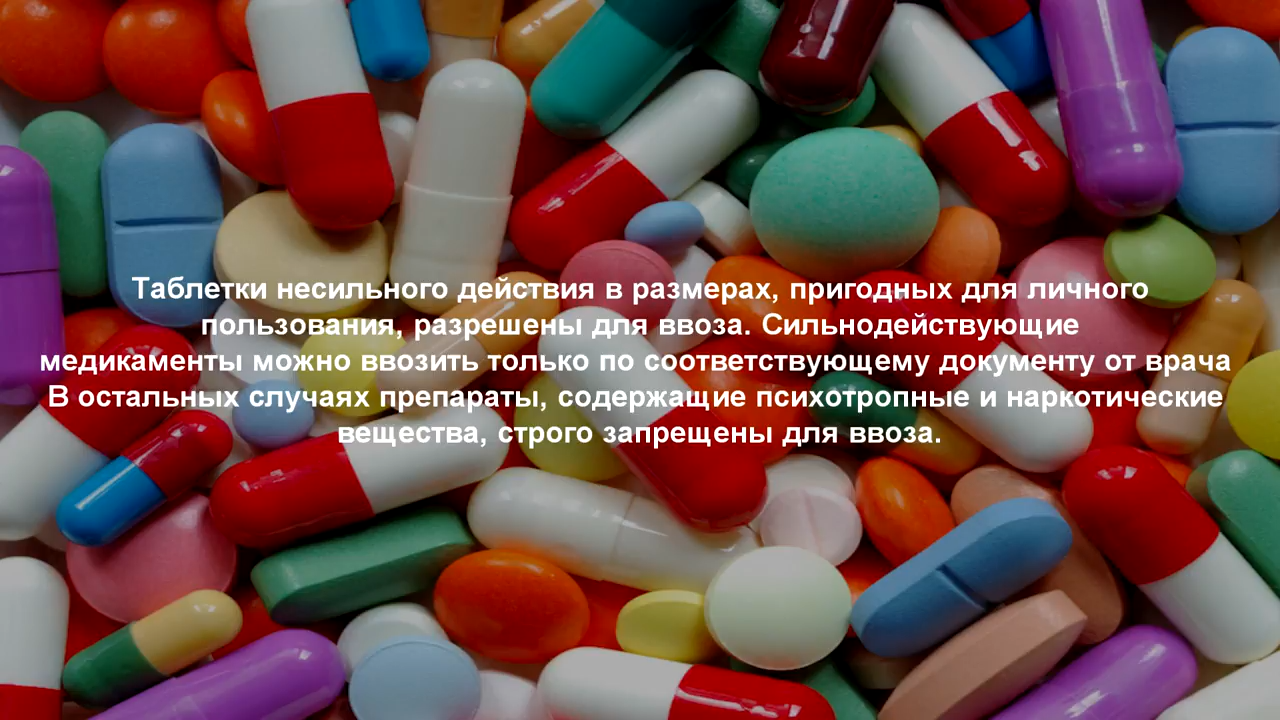 Таблетки несильного действия в размерах, пригодных для личного
пользования, разрешены для ввоза. Сильнодействующие
медикаменты можно ввозить только по соответствующему документу от врача
В остальных случаях препараты, содержащие психотропные и наркотические
вещества, строго запрещены для ввоза.